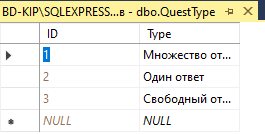 BD-KIP\SQLEXPRESS...в - dbo.QuestType
ID Type
1 Множество от...
2 Один ответ
3 Свободный от...
NULL NULL